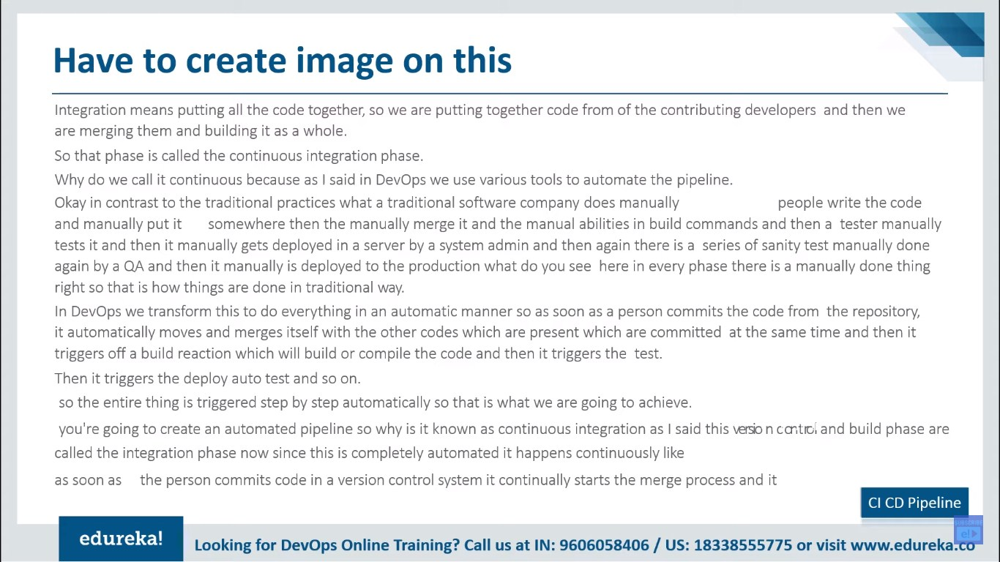 Have to create image on this
Integration means putting all the code together, so we are putting together code from of the contributing developers and then we
are merging them and building it as a whole.
So that phase is called the continuous integration phase.
Why do we call it continuous because as I said in DevOps we use various tools to automate the pipeline.
Okay in contrast to the traditional practices what a traditional software company does manually people write the code
and manually put it somewhere then the manually merge it and the manual abilities in build commands and then a tester manually
tests it and then it manually gets deployed in a server by a system admin and then again there is a series of sanity test manually done
again by a QA and then it manually is deployed to the production what do you see here in every phase there is a manually done thing
right so that is how things are done in traditional way.
In DevOps we transform this to do everything in an automatic manner so as soon as a person commits the code from the repository,
it automatically moves and merges itself with the other codes which are present which are committed at the same time and then it
triggers off a build reaction which will build or compile the code and then it triggers the test.
Then it triggers the deploy auto test and so on.
so the entire thing is triggered step by step automatically so that is what we are going to achieve.
you're going to create an automated pipeline so why is it known as continuous integration as I said this version control and build phase are
called the integration phase now since this is completely automated it happens continuously like
as soon as the person commits code in a version control system it continually starts the merge process and it
CI CD Pipeline
SUBSCRIBE
e!
edureka!
Looking for DevOps Online Training? Call us at IN: 9606058406 / US: 18338555775 or visit www.edureka.co